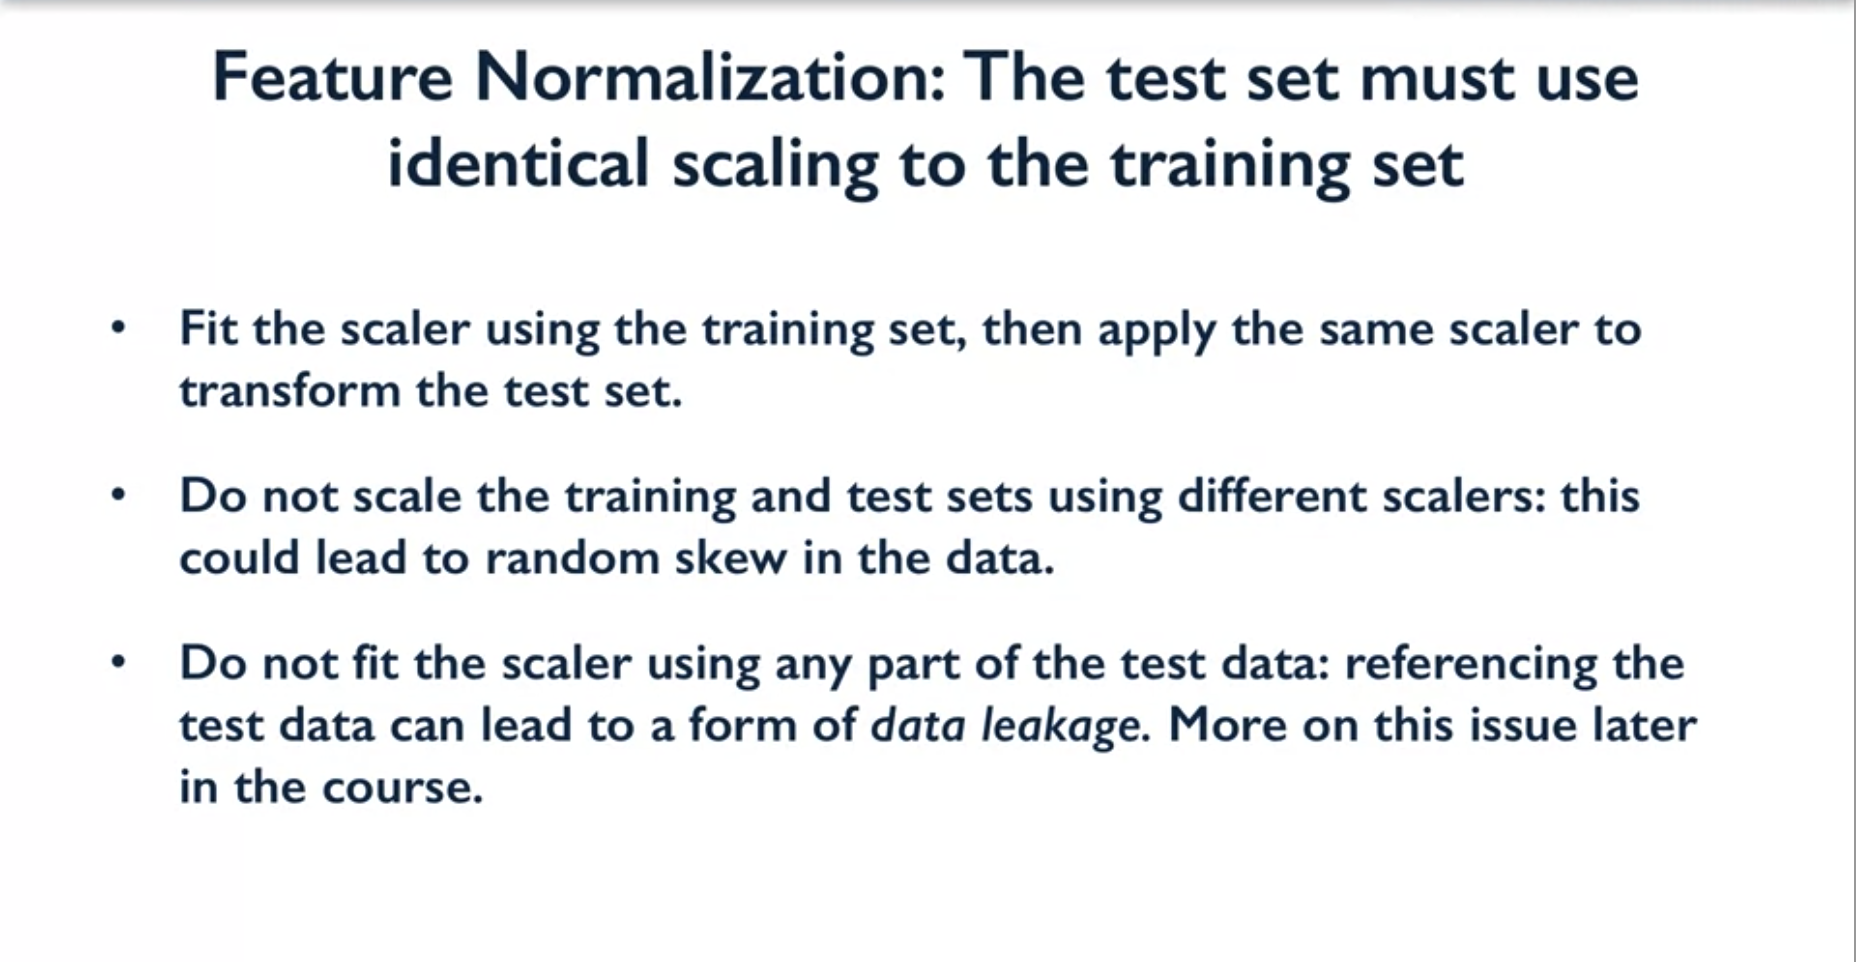 Feature Normalization: The test set must use
identical scaling to the training set
• Fit the scaler using the training set, then apply the same scaler to
transform the test set.
• Do not scale the training and test sets using different scalers: this
could lead to random skew in the data.
• Do not fit the scaler using any part of the test data: referencing the
test data can lead to a form of data leakage. More on this issue later
in the course.